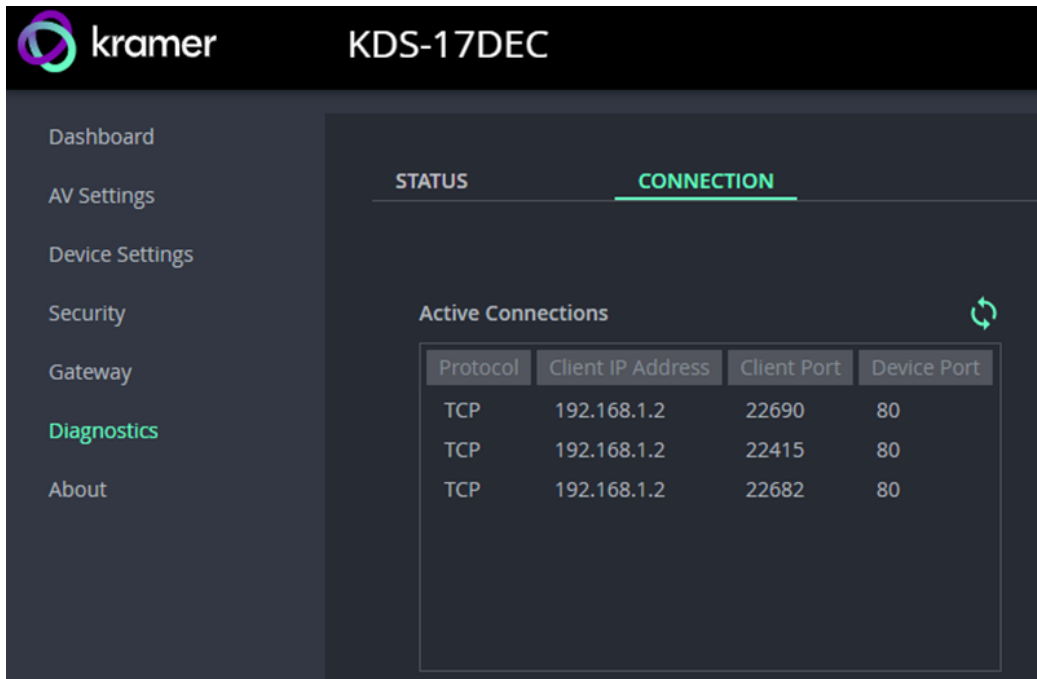 kramer KDS-17DEC
Dashboard
AV Settings
Device Settings
Security
Gateway
Diagnostics
About
STATUS CONNECTION
Active Connections
Protocol Client IP Address Client Port Device Port
TCP 192.168.1.2 22690 80
TCP 192.168.1.2 22415 80
TCP 192.168.1.2 22682 80